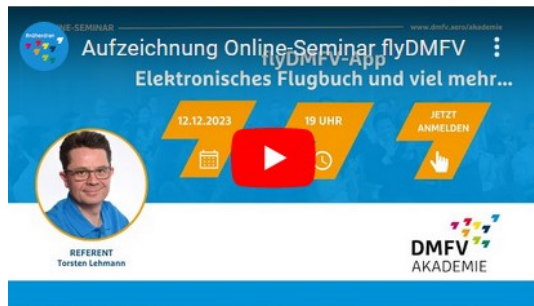 ONLINE-SEMINAR
www.dmfv.aero/akademie
Aufzeichnung Online-Seminar flyDMFV
flyDMFV-App
Elektronisches Flugbuch und viel mehr...
12.12.2023
19 UHR
JETZT
ANMELDEN
REFERENT
Torsten Lehmann
DMFV
AKADEMIE